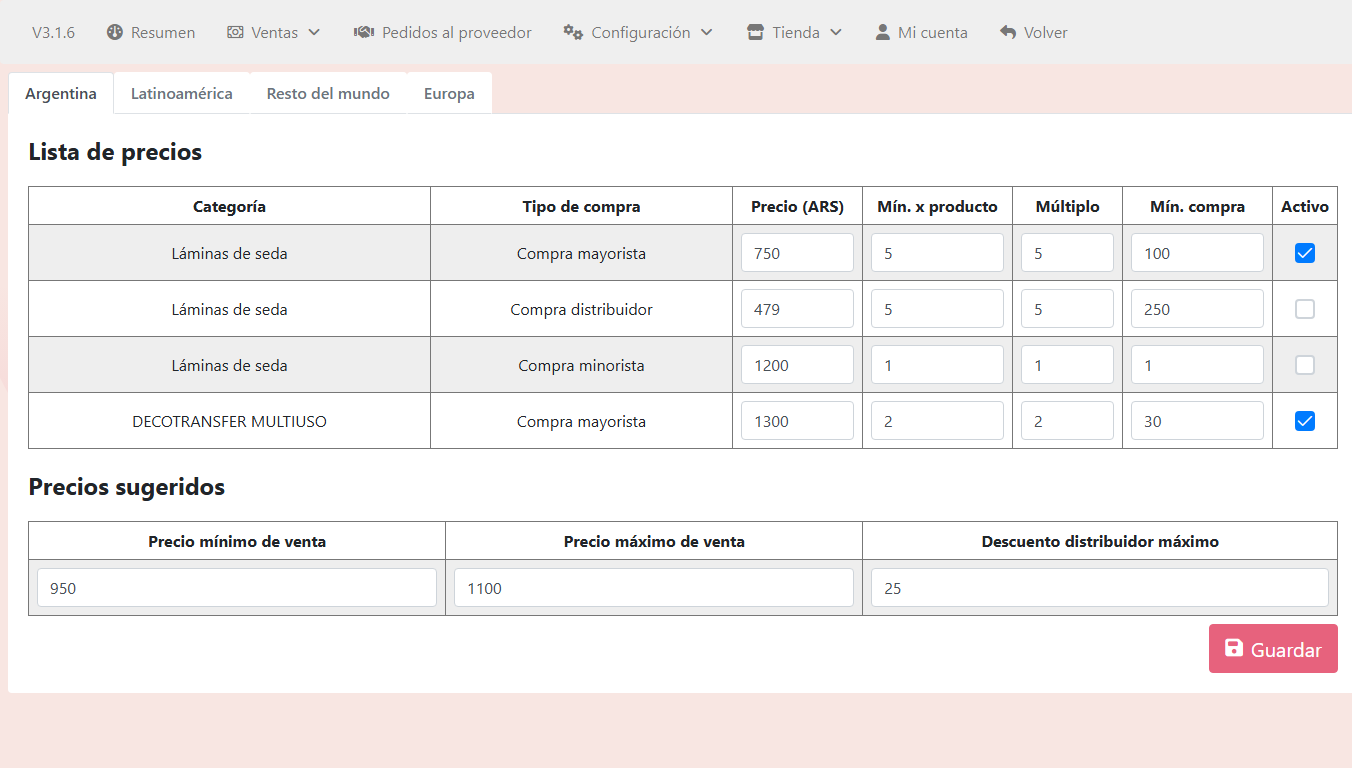 V3.1.6 Resumen Ventas Pedidos al proveedor Configuración Tienda Mi cuenta Volver
Argentina Latinoamérica Resto del mundo Europa
Lista de precios
Categoría Tipo de compra Precio (ARS) Mín. x producto Múltiplo Mín. compra Activo
Láminas de seda Compra mayorista 750 5 5 100
Láminas de seda Compra distribuidor 479 5 5 250
Láminas de seda Compra minorista 1200 1 1 1
DECOTRANSFER MULTIUSO Compra mayorista 1300 2 2 30
Precios sugeridos
Precio mínimo de venta Precio máximo de venta Descuento distribuidor máximo
950 1100 25
Guardar